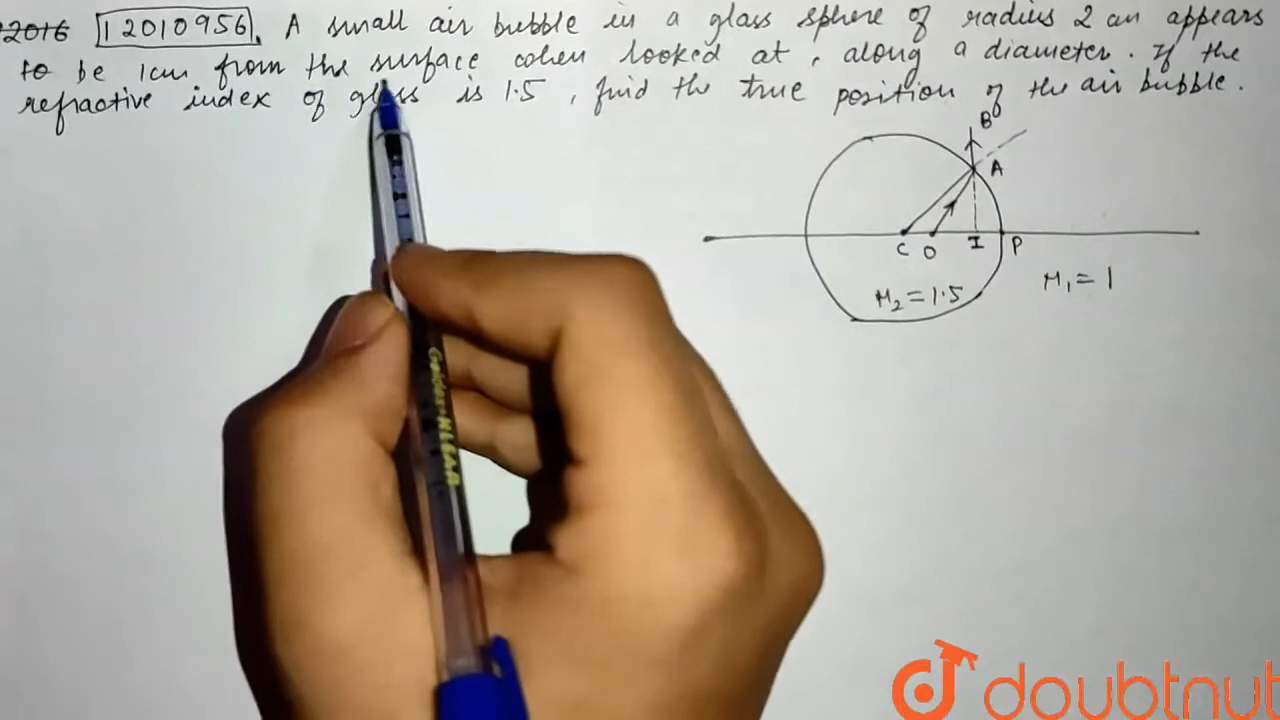 2016 12010956. A small air bubble in a glass sphere of radius 2 cm appears
to be 1cm from the surface when looked at, along a diameter. If the
refractive index of glass is 1.5, find the true position of the air bubble.
B
A
C O I P
M₂=1.5
M₁=1
Goldex-KLEAR
doubtnut